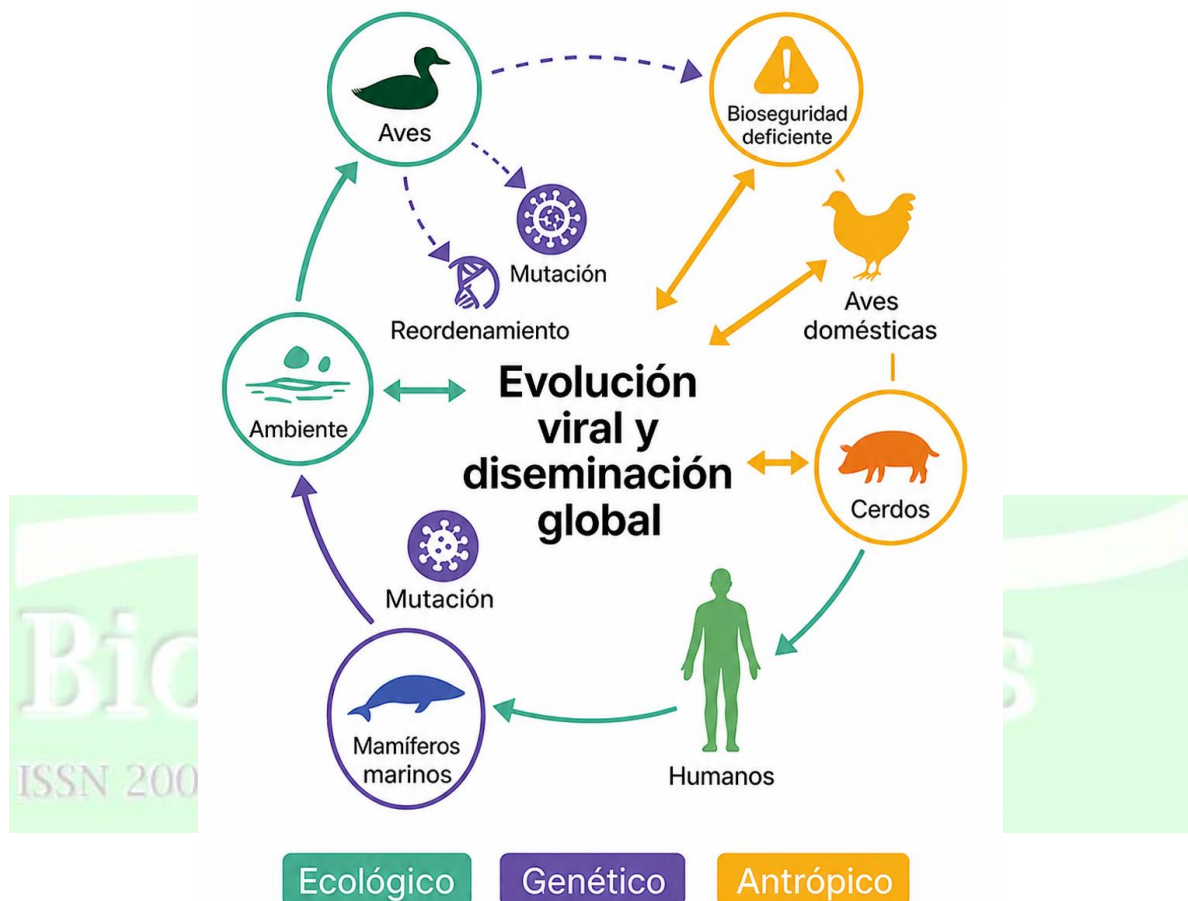 Aves
Bioseguridad
deficiente
Mutación
Reordenamiento
Aves
domésticas
Ambiente
Evolución
viral y
diseminación
global
Cerdos
Mutación
Mamíferos
marinos
Humanos
ISSN 200
Ecológico
Genético
Antrópico